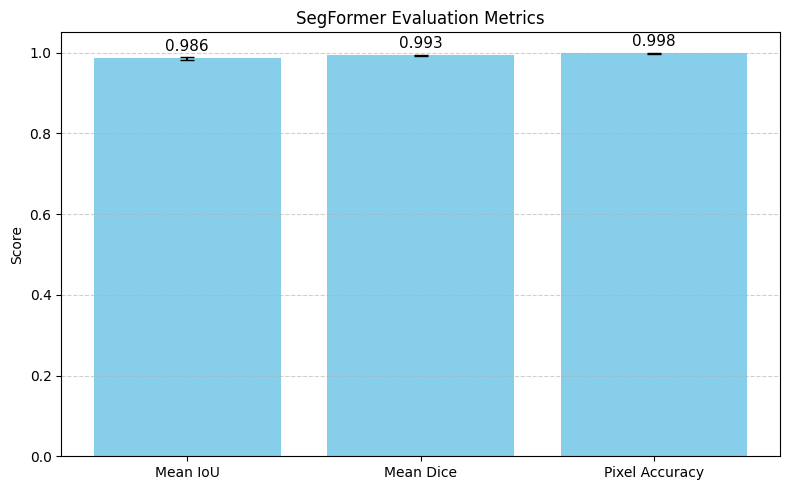 SegFormer Evaluation Metrics
0.986
0.993
0.998
1.0
0.8
0.6
0.4
0.2
0.0
Score
Mean IoU
Mean Dice
Pixel Accuracy